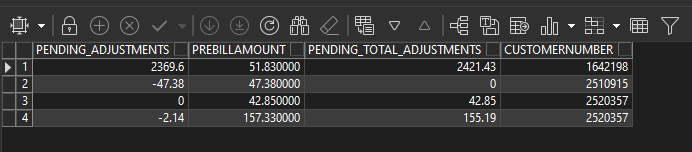 PENDING_ADJUSTMENTS PREBILLAMOUNT PENDING_TOTAL_ADJUSTMENTS CUSTOMERNUMBER
1 2369.6 51.830000 2421.43 1642198
2 -47.38 47.380000 0 2510915
3 0 42.850000 42.85 2520357
4 -2.14 157.330000 155.19 2520357